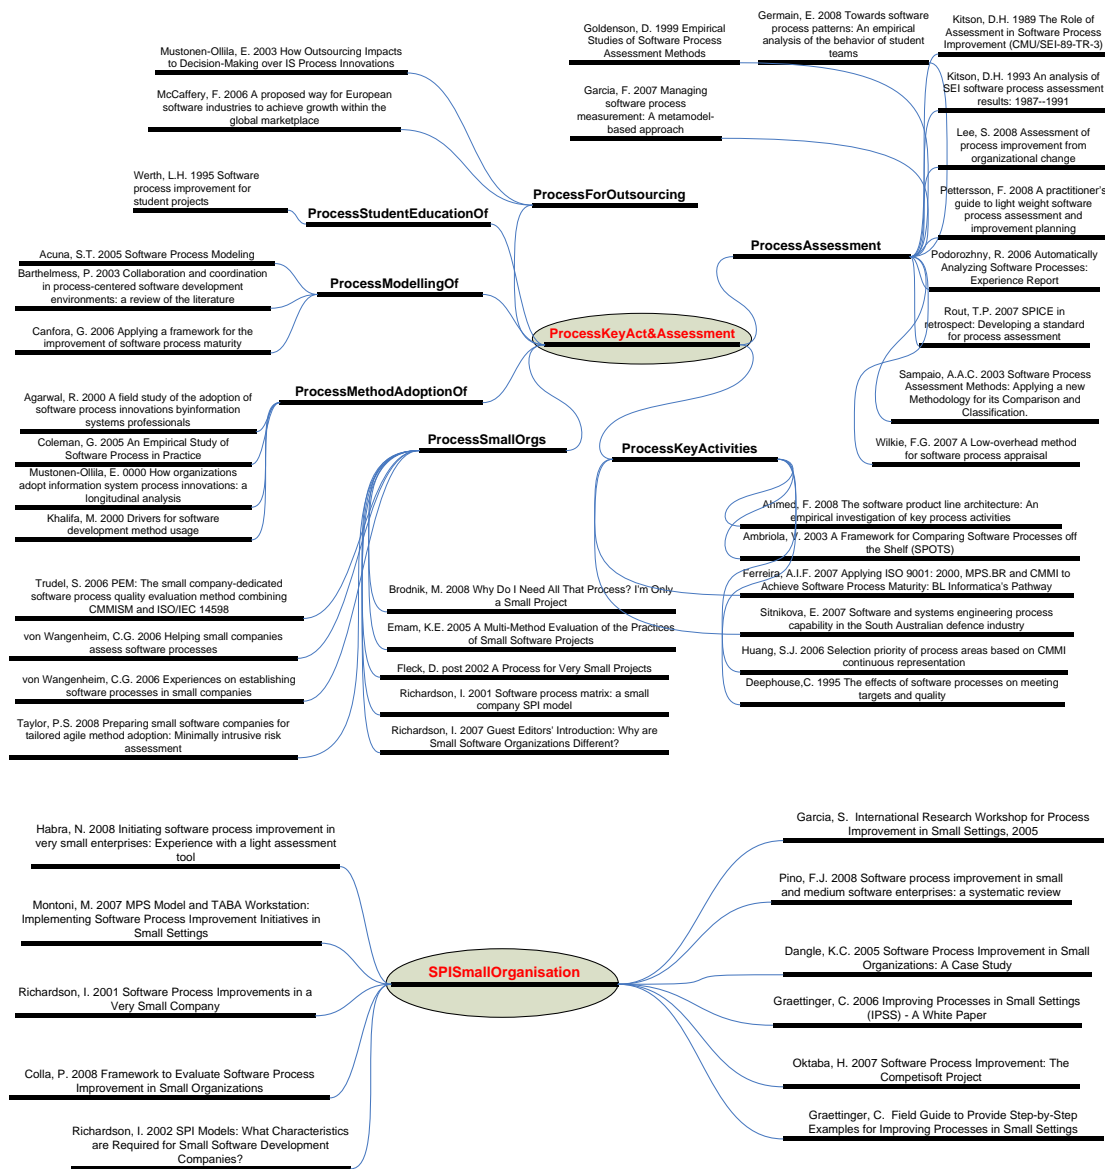 Mustonen-Ollila, E. 2003 How Outsourcing Impacts
to Decision-Making over IS Process Innovations
McCaffery, F. 2006 A proposed way for European
software industries to achieve growth within the
global marketplace
Goldenson, D. 1999 Empirical
Studies of Software Process
Assessment Methods
Germain, E. 2008 Towards software
process patterns: An empirical
analysis of the behavior of student
teams
Kitson, D.H. 1989 The Role of
Assessment in Software Process
Improvement (CMU/SEI-89-TR-3)
Kitson, D.H. 1993 An analysis of
SEI software process assessment
results: 1987--1991
Garcia, F. 2007 Managing
software process
measurement: A metamodel-
based approach
Lee, S. 2008 Assessment of
process improvement from
organizational change
Pettersson, F. 2008 A practitioner's
guide to light weight software
process assessment and
improvement planning
Werth, L.H. 1995 Software
process improvement for
student projects
ProcessForOutsourcing
ProcessStudentEducationOf
ProcessAssessment
Acuna, S.T. 2005 Software Process Modeling
Barthelmess, P. 2003 Collaboration and coordination
in process-centered software development
environments: a review of the literature
ProcessModellingOf
Podorozhny, R. 2006 Automatically
Analyzing Software Processes:
Experience Report
Canfora, G. 2006 Applying a framework for the
improvement of software process maturity
ProcessKeyAct&Assessment
Rout, T.P. 2007 SPICE in
retrospect: Developing a standard
for process assessment
ProcessMethodAdoptionOf
Agarwal, R. 2000 A field study of the adoption of
software process innovations byinformation
systems professionals
Sampaio, A.A.C. 2003 Software Process
Assessment Methods: Applying a new
Methodology for its Comparison and
Classification.
Coleman, G. 2005 An Empirical Study of
Software Process in Practice
ProcessSmallOrgs
ProcessKeyActivities
Wilkie, F.G. 2007 A Low-overhead method
for software process appraisal
Mustonen-Ollila, E. 0000 How organizations
adopt information system process innovations: a
longitudinal analysis
Khalifa, M. 2000 Drivers for software
development method usage
Ahmed, F. 2008 The software product line architecture: An
empirical investigation of key process activities
Ambriola, V. 2003 A Framework for Comparing Software Processes off
the Shelf (SPOTS)
Trudel, S. 2006 PEM: The small company-dedicated
software process quality evaluation method combining
CMMISM and ISO/IEC 14598
Brodnik, M. 2008 Why Do I Need All That Process? I'm Only
a Small Project
Ferreira, A.I.F. 2007 Applying ISO 9001: 2000, MPS.BR and CMMI to
Achieve Software Process Maturity: BL Informatica's Pathway
von Wangenheim, C.G. 2006 Helping small companies
assess software processes
Emam, K.E. 2005 A Multi-Method Evaluation of the Practices
of Small Software Projects
Sitnikova, E. 2007 Software and systems engineering process
capability in the South Australian defence industry
Fleck, D. post 2002 A Process for Very Small Projects
Huang, S.J. 2006 Selection priority of process areas based on CMMI
continuous representation
von Wangenheim, C.G. 2006 Experiences on establishing
software processes in small companies
Richardson, I. 2001 Software process matrix: a small
company SPI model
Deephouse,C. 1995 The effects of software processes on meeting
targets and quality
Taylor, P.S. 2008 Preparing small software companies for
tailored agile method adoption: Minimally intrusive risk
assessment
Richardson, I. 2007 Guest Editors' Introduction: Why are
Small Software Organizations Different?
Habra, N. 2008 Initiating software process improvement in
very small enterprises: Experience with a light assessment
tool
Garcia, S.  International Research Workshop for Process
Improvement in Small Settings, 2005
Pino, F.J. 2008 Software process improvement in small
and medium software enterprises: a systematic review
Montoni, M. 2007 MPS Model and TABA Workstation:
Implementing Software Process Improvement Initiatives in
Small Settings
SPISmallOrganisation
Dangle, K.C. 2005 Software Process Improvement in Small
Organizations: A Case Study
Richardson, I. 2001 Software Process Improvements in a
Very Small Company
Graettinger, C. 2006 Improving Processes in Small Settings
(IPSS) - A White Paper
Colla, P. 2008 Framework to Evaluate Software Process
Improvement in Small Organizations
Oktaba, H. 2007 Software Process Improvement: The
Competisoft Project
Richardson, I. 2002 SPI Models: What Characteristics
are Required for Small Software Development
Companies?
Graettinger, C.  Field Guide to Provide Step-by-Step
Examples for Improving Processes in Small Settings